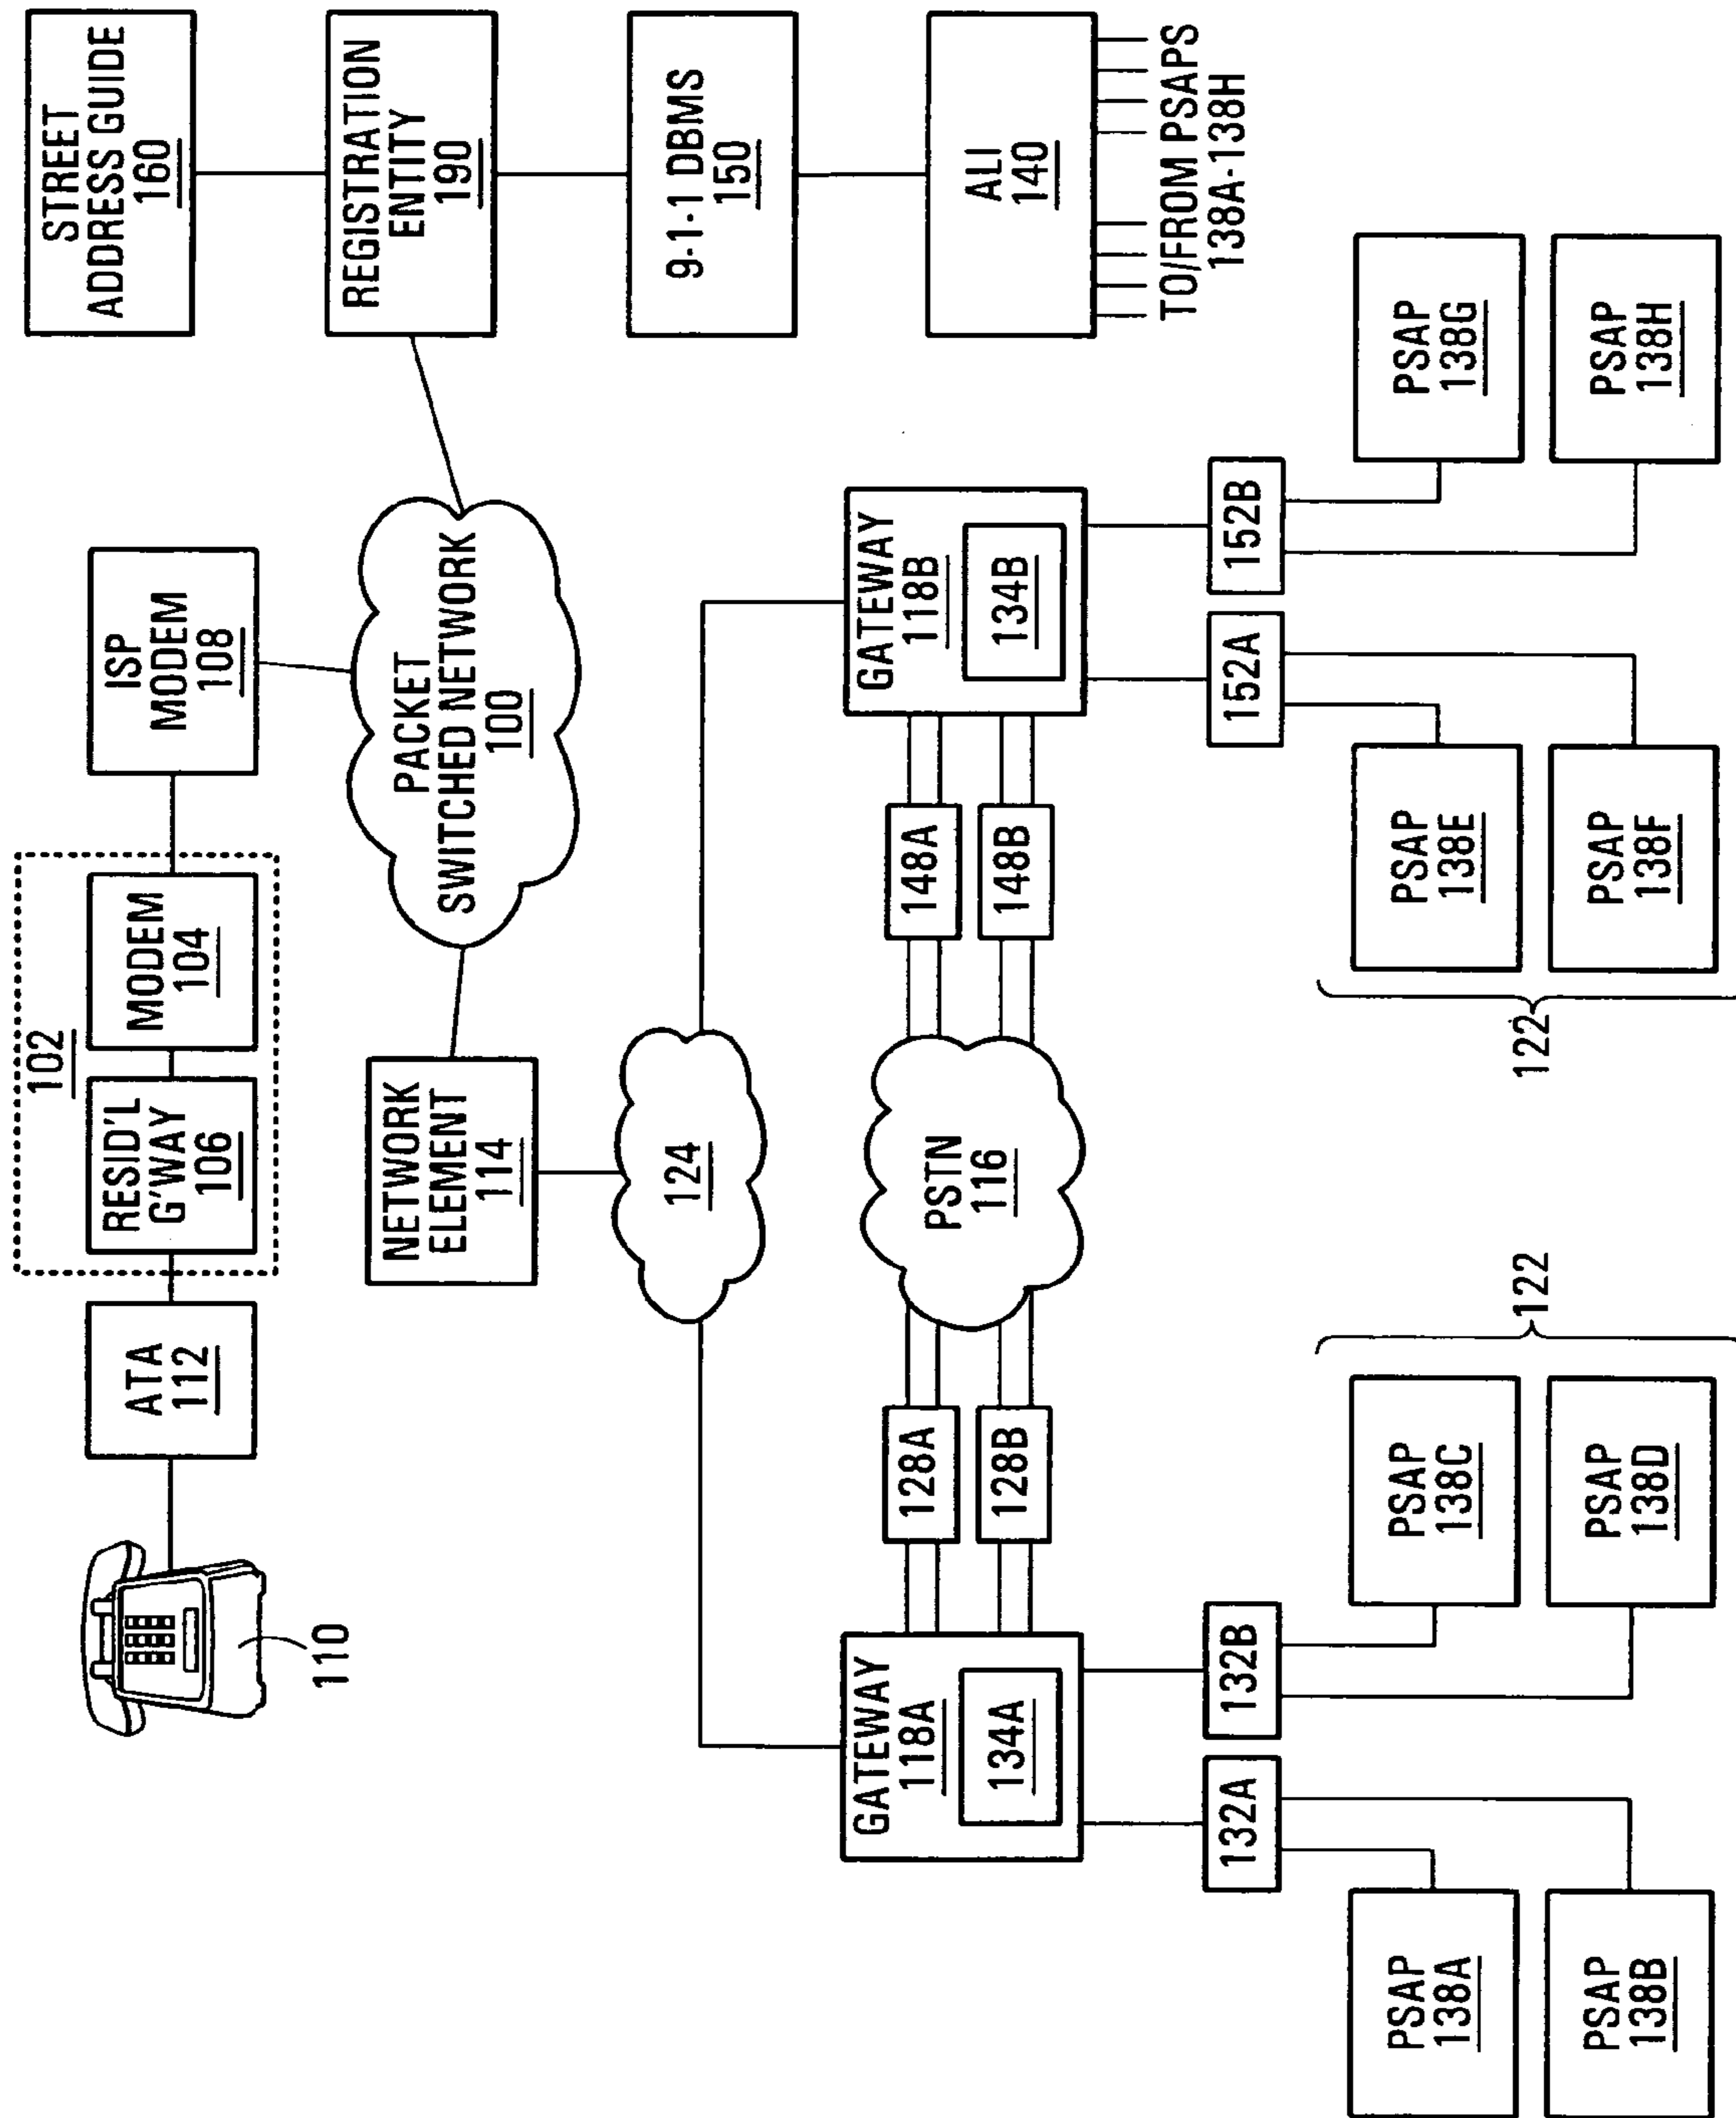 110
ATA
112
102
RESID'L
G'WAY
106
MODEM
104
ISP
MODEM
108
STREET
ADDRESS GUIDE
160
NETWORK
ELEMENT
114
PACKET
SWITCHED NETWORK
100
REGISTRATION
ENTITY
190
124
9-1-1 DBMS
150
GATEWAY
118A
134A
128A
128B
PSTN
116
148A
148B
GATEWAY
118B
134B
ALI
140
TO/FROM PSAPS
138A-138H
132A
132B
152A
152B
PSAP
138A
PSAP
138B
PSAP
138C
PSAP
138D
122
122
PSAP
138E
PSAP
138F
PSAP
138G
PSAP
138H